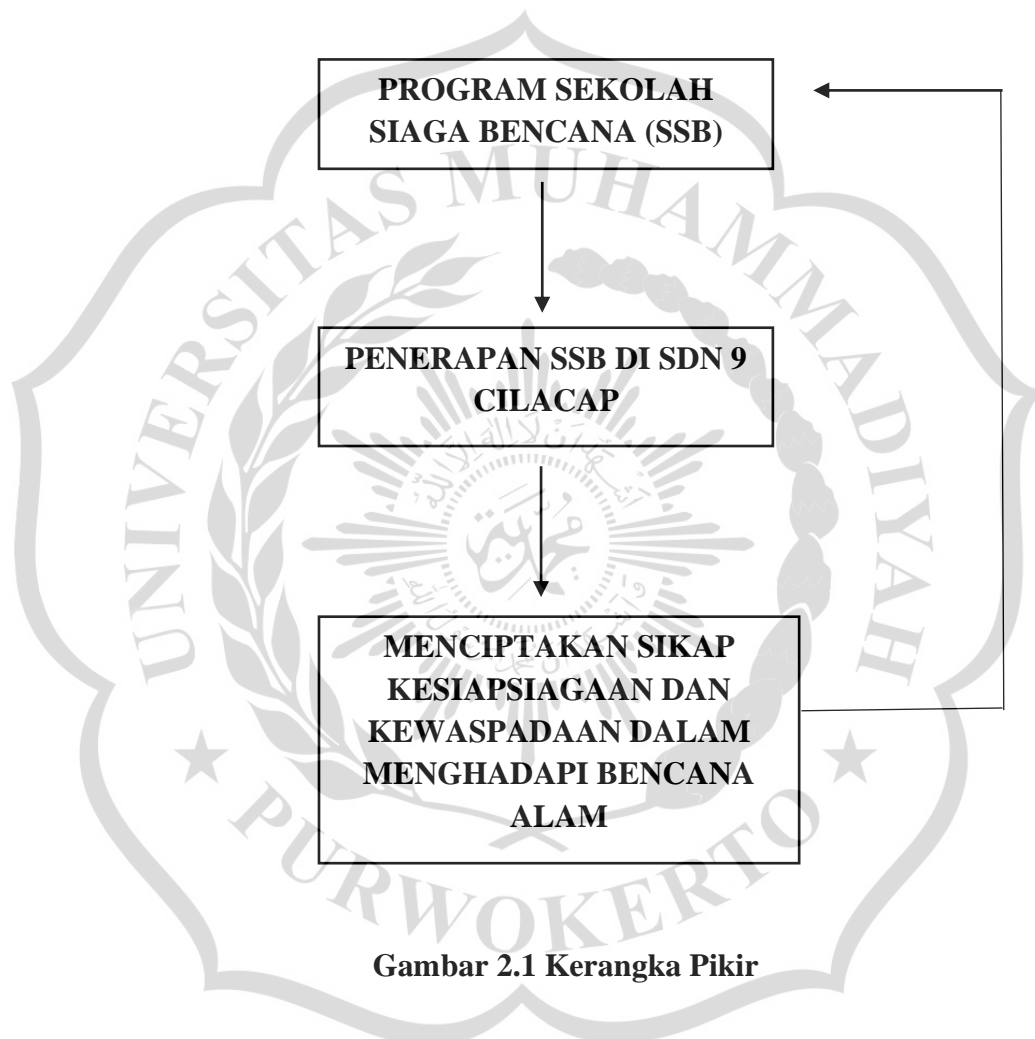 PROGRAM SEKOLAH
SIAGA BENCANA (SSB)
PENERAPAN SSB DI SDN 9
CILACAP
MENCIPTAKAN SIKAP
KESIAPSIAGAAN DAN
KEWASPADAAN DALAM
MENGHADAPI BENCANA
ALAM
UNIVERSITAS MUHAMMADIYAH
PURWOKERTO
Gambar 2.1 Kerangka Pikir